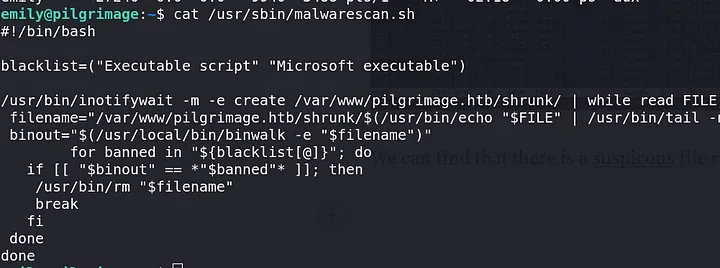 emily@pilgrimage:~$ cat /usr/sbin/malwarescan.sh
#!/bin/bash
blacklist=("Executable script" "Microsoft executable")
/usr/bin/inotifywait -m -e create /var/www/pilgrimage.htb/shrunk/ | while read FILE
filename="/var/www/pilgrimage.htb/shrunk/$(/usr/bin/echo "$FILE" | /usr/bin/tail -n
binout="$(/usr/local/bin/binwalk -e "$filename")"
for banned in "${blacklist[@]}"; do
We can find that there is a suspicous file
if [[ "$binout" == *"$banned"* ]]; then
/usr/bin/rm "$filename"
break
fi
done
done